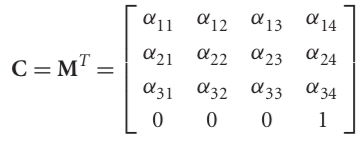 C = M^T = [ α11 α12 α13 α14
α21 α22 α23 α24
α31 α32 α33 α34
0 0 0 1 ]